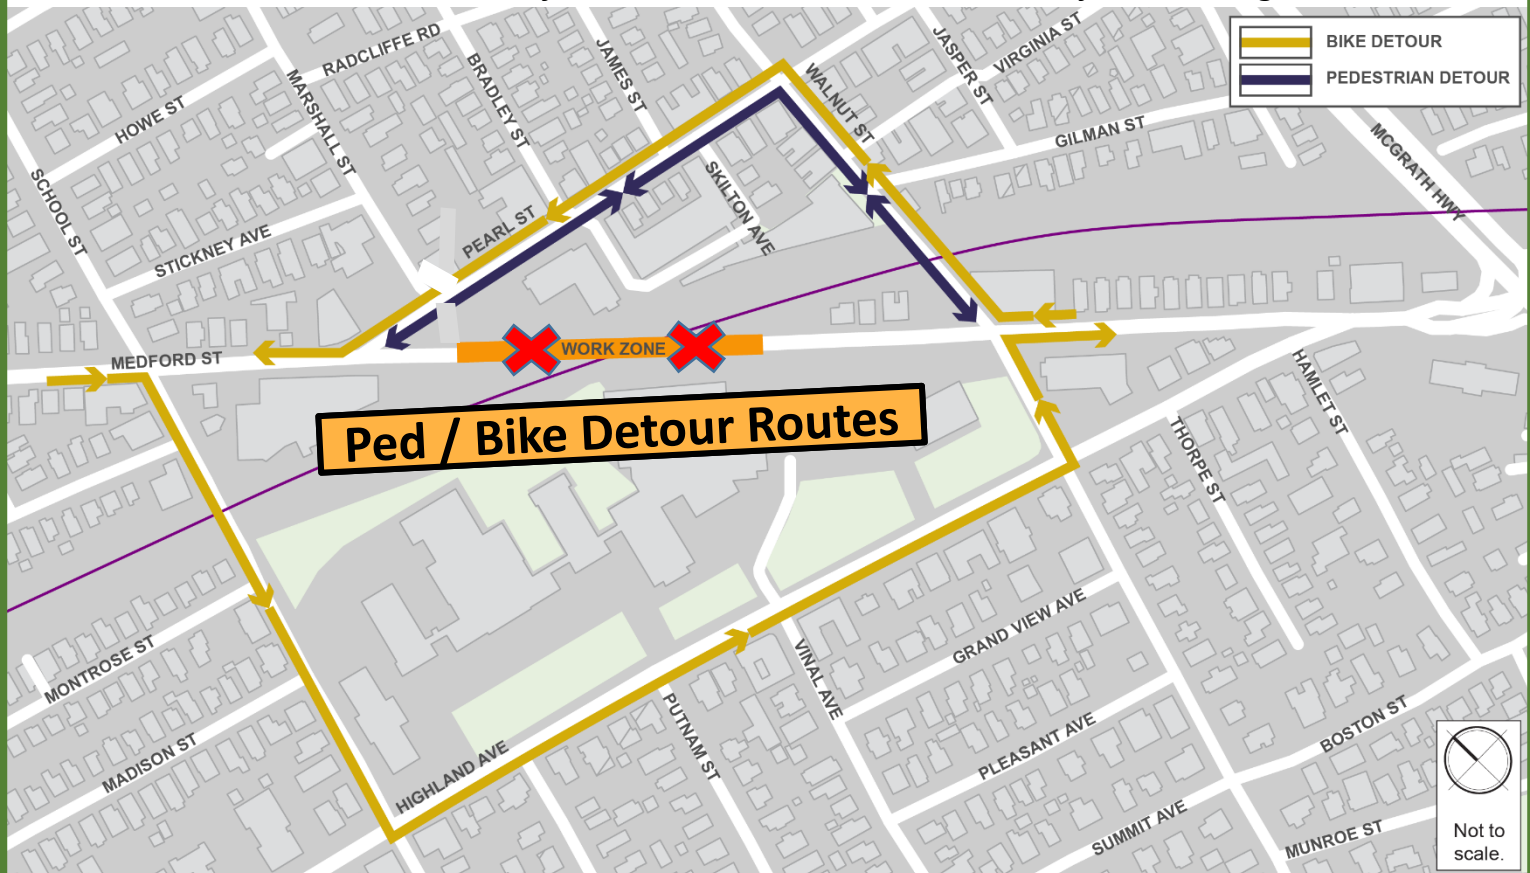 BIKE DETOUR
PEDESTRIAN DETOUR
RADCLIFFE RD
HOWE ST
MARSHALL ST
BRADLEY ST
JAMES ST
WALNUT ST
JASPER ST
VIRGINIA ST
GILMAN ST
MCGRATH HWY
SCHOOL ST
STICKNEY AVE
PEARL ST
SKILTON AVE
MEDFORD ST
WORK ZONE
Ped / Bike Detour Routes
HAMLET ST
THORPE ST
MONTROSE ST
MADISON ST
HIGHLAND AVE
PUTNAM ST
VINAL AVE
GRAND VIEW AVE
PLEASANT AVE
BOSTON ST
SUMMIT AVE
MUNROE ST
Not to
scale.